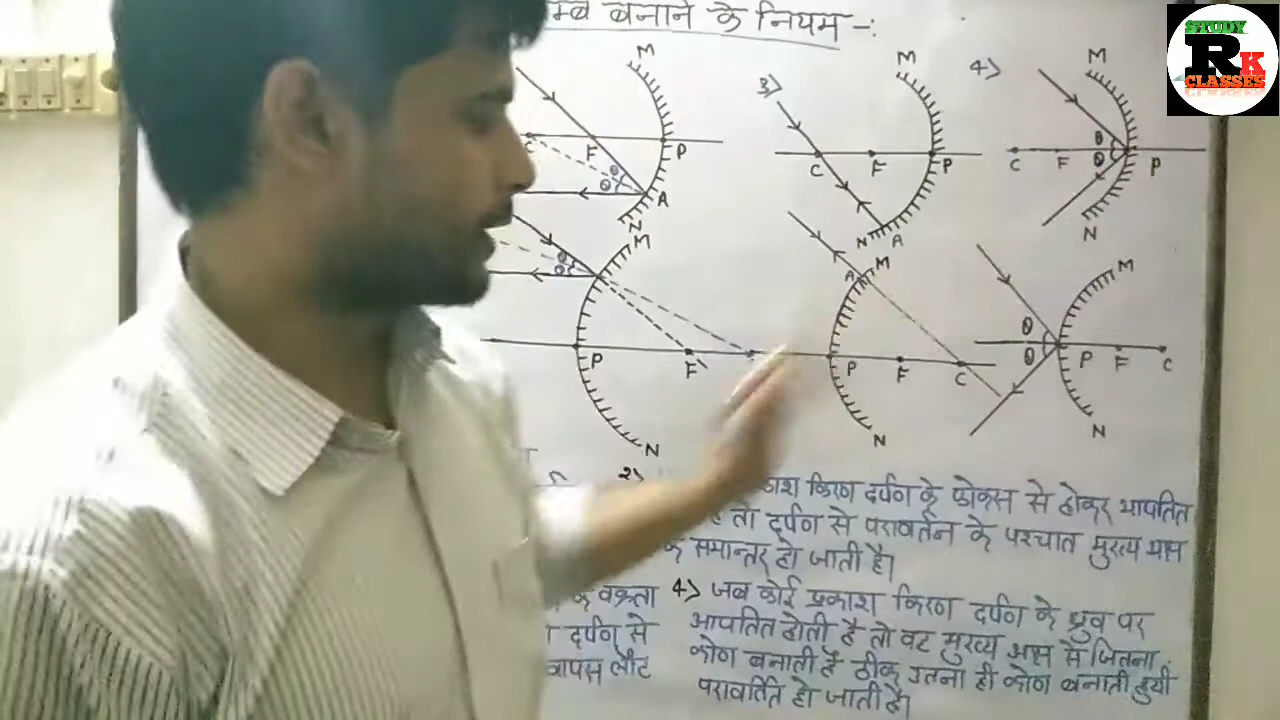 STUDY
RK
CLASSES
बनाने के नियम -:
M
C F P
θ
θ
A
N
3>
M
C F P
N A
4>
M
θ
θ
C F P
N
M
θ
θ
P F
N
A M
P F C
N
M
θ
θ
P F C
N
2>
किरण दर्पण के फोकस से होकर आपतित
तो दर्पण से परावर्तन के पश्चात मुख्य अक्ष
के समान्तर हो जाती है।
के वक्रता
दर्पण से
वापस लौट
4> जब कोई प्रकाश किरण दर्पण के ध्रुव पर
आपतित होती है तो वह मुख्य अक्ष से जितना
कोण बनाती है ठीक उतना ही कोण बनाती हुयी
परावर्तित हो जाती है।